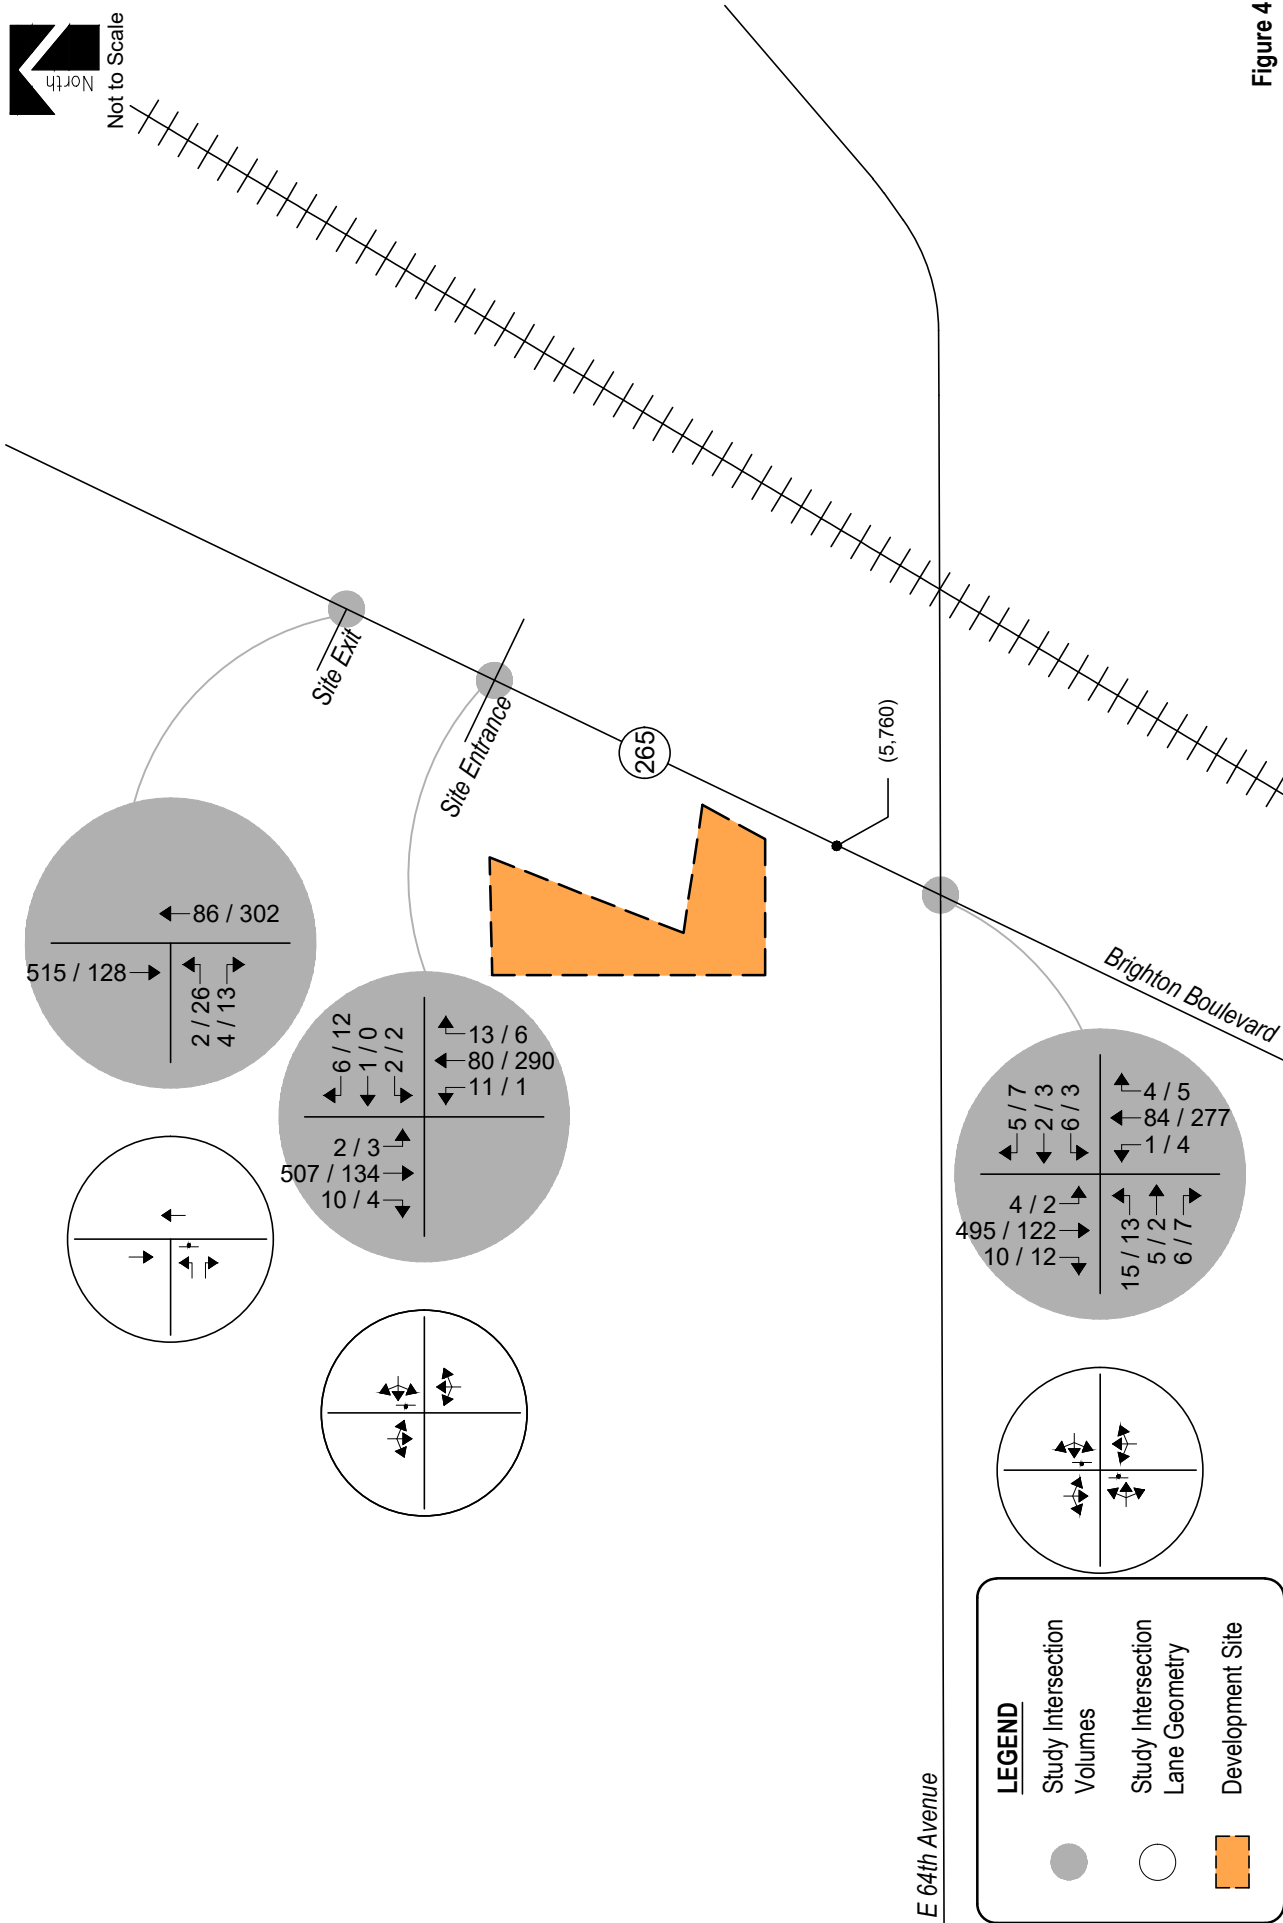 North
Not to Scale
Figure 4
Site Exit
Site Entrance
265
(5,760)
Brighton Boulevard
E 64th Avenue
86 / 302
515 / 128
2 / 26
4 / 13
6 / 12
1 / 0
2 / 2
13 / 6
80 / 290
11 / 1
2 / 3
507 / 134
10 / 4
5 / 7
2 / 3
6 / 3
4 / 5
84 / 277
1 / 4
4 / 2
495 / 122
10 / 12
15 / 13
5 / 2
6 / 7
LEGEND
Study Intersection
Volumes
Study Intersection
Lane Geometry
Development Site